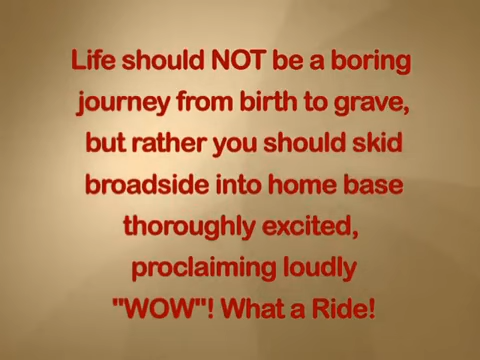 Life should NOT be a boring
journey from birth to grave,
but rather you should skid
broadside into home base
thoroughly excited,
proclaiming loudly
"WOW"! What a Ride!